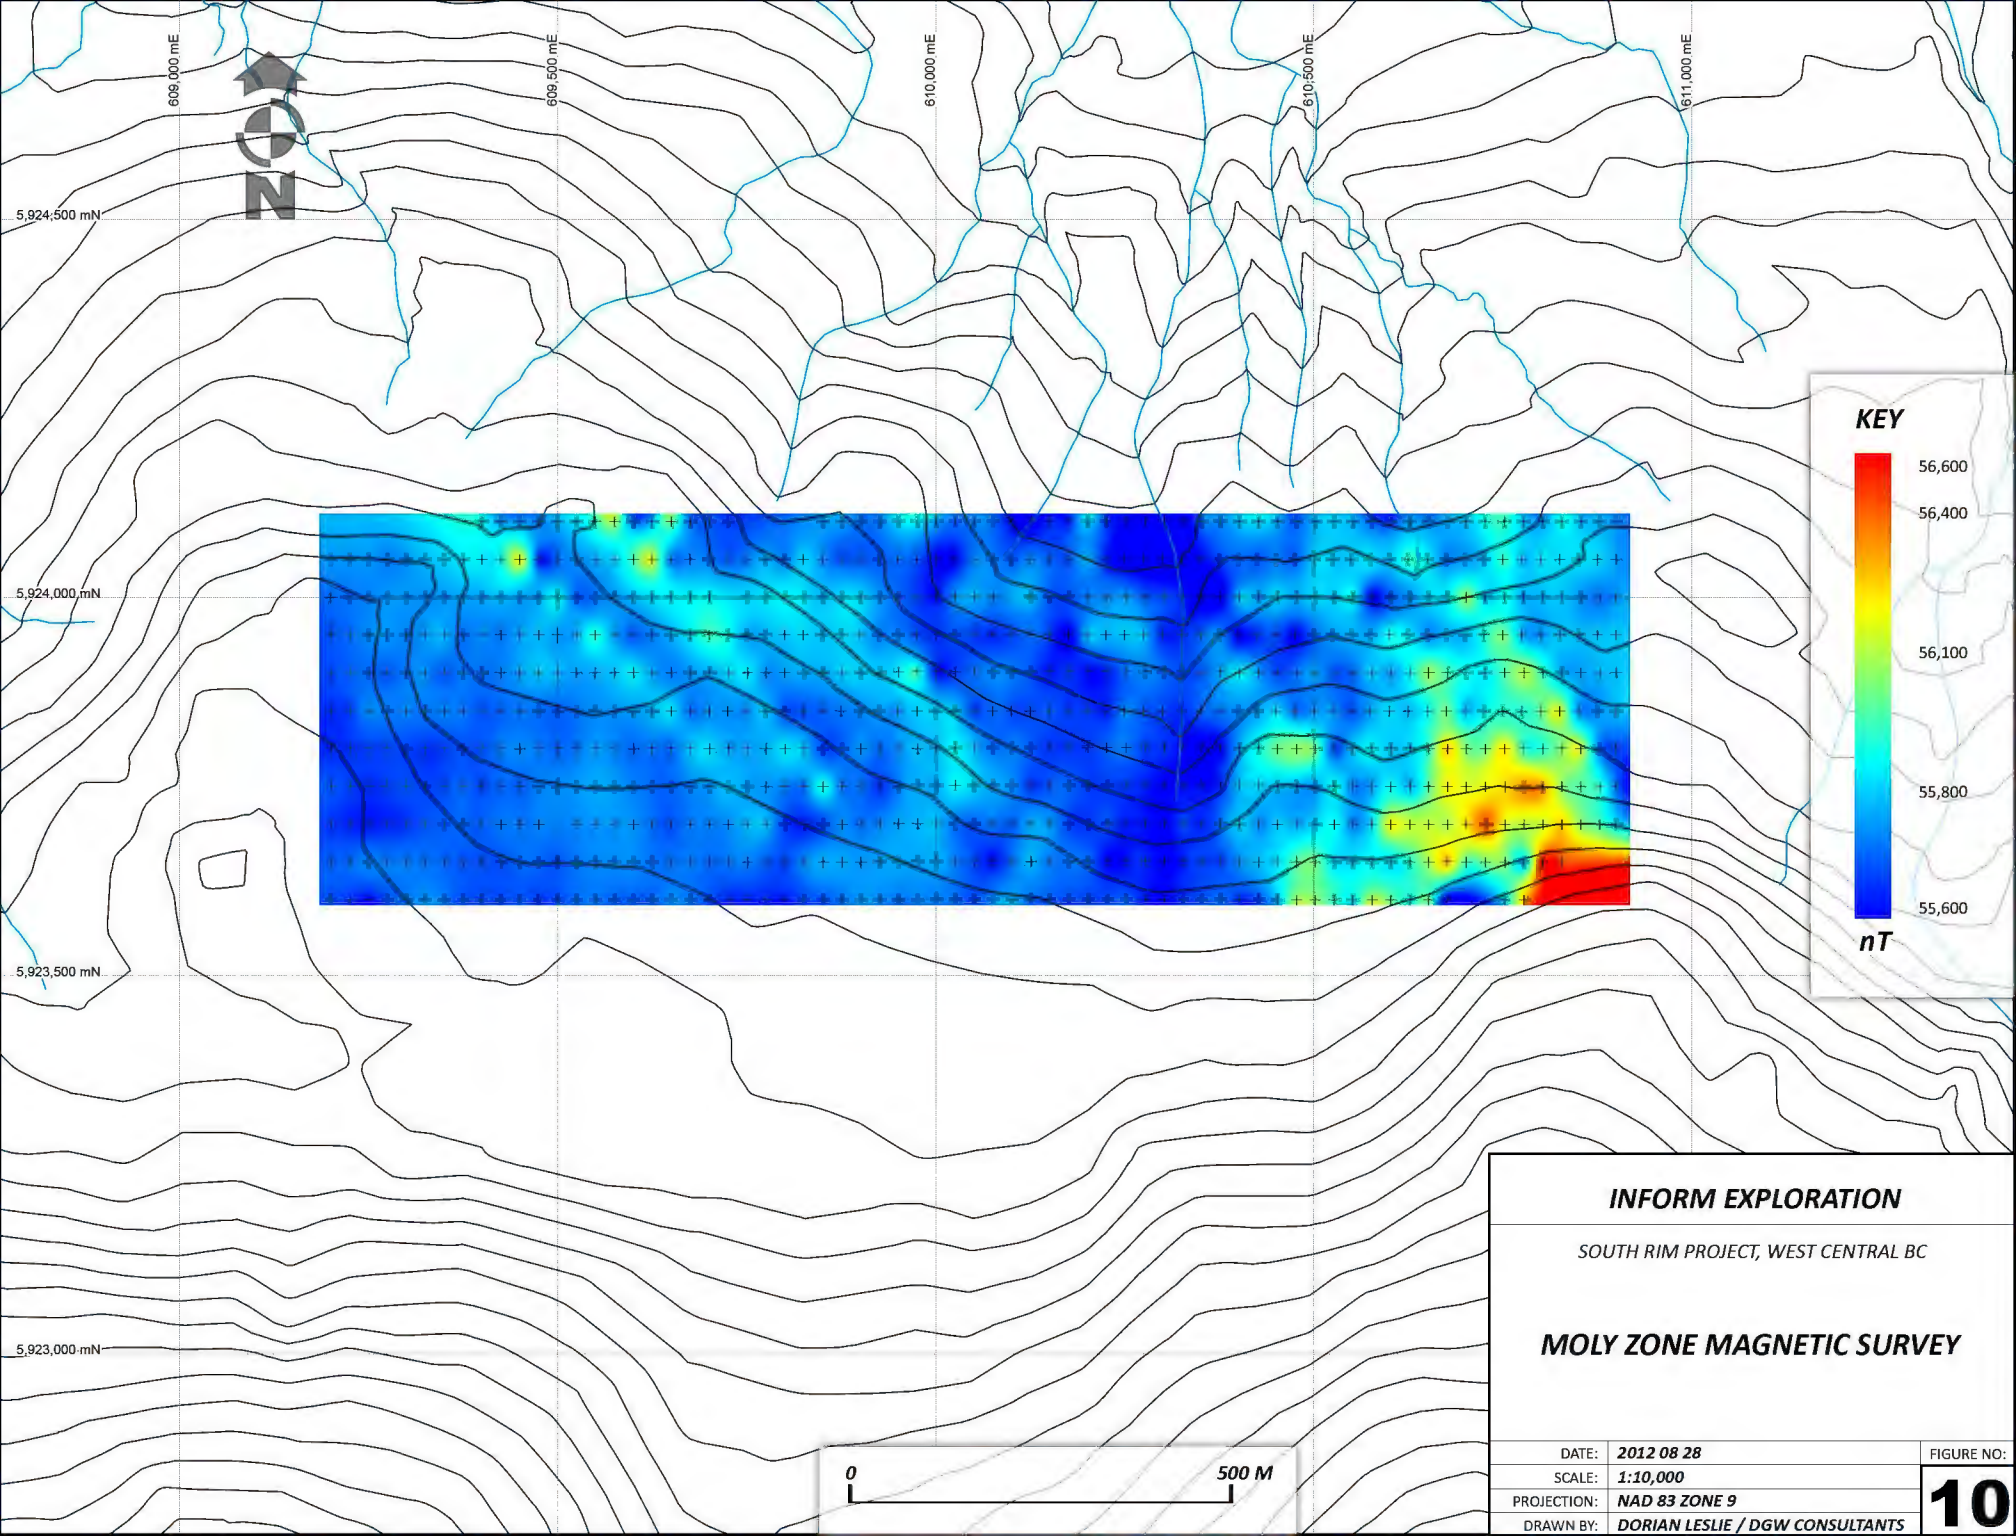 609,000 mE
609,500 mE
610,000 mE
610,500 mE
611,000 mE
N
5,924,500 mN
5,924,000 mN
5,923,500 mN
5,923,000 mN
KEY
56,600
56,400
56,100
55,800
55,600
nT
0 500 M
INFORM EXPLORATION
SOUTH RIM PROJECT, WEST CENTRAL BC
MOLY ZONE MAGNETIC SURVEY
DATE: 2012 08 28
SCALE: 1:10,000
PROJECTION: NAD 83 ZONE 9
DRAWN BY: DORIAN LESLIE / DGW CONSULTANTS
FIGURE NO:
10